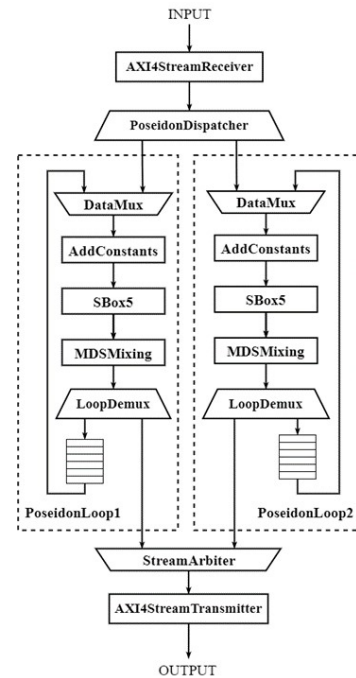 INPUT
AXI4StreamReceiver
PoseidonDispatcher
DataMux
AddConstants
SBox5
MDSMixing
LoopDemux
PoseidonLoop1
DataMux
AddConstants
SBox5
MDSMixing
LoopDemux
PoseidonLoop2
StreamArbiter
AXI4StreamTransmitter
OUTPUT